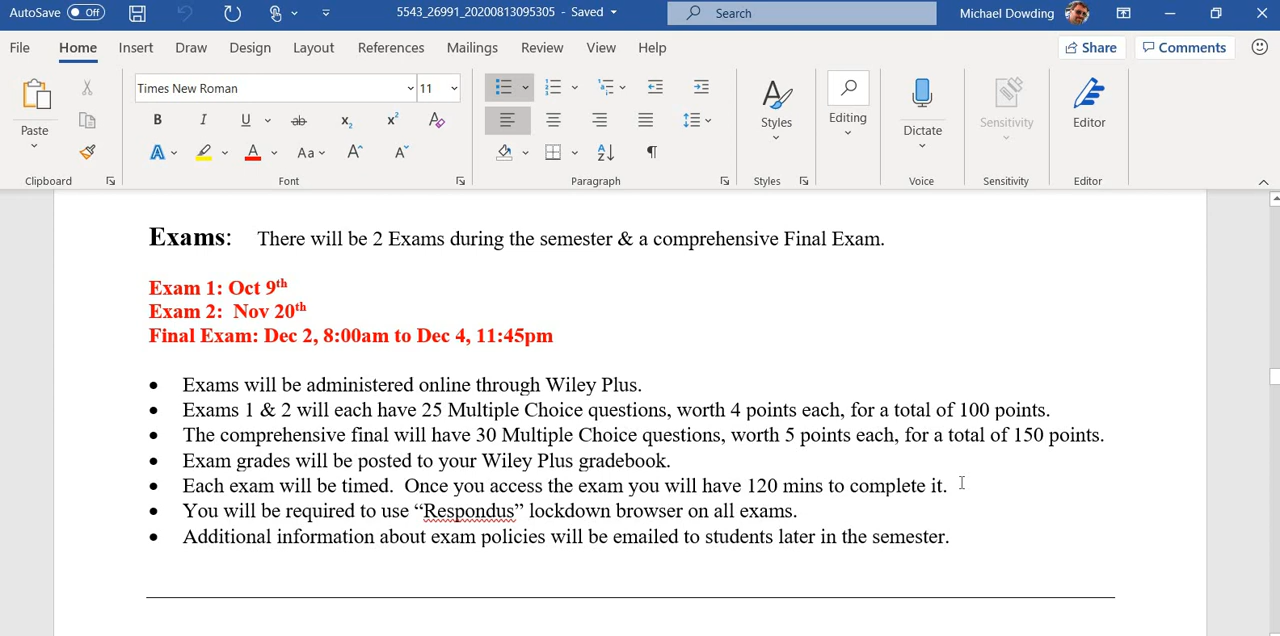 AutoSave Off 5543_26991_20200813095305 - Saved Search Michael Dowding
File Home Insert Draw Design Layout References Mailings Review View Help Share Comments
Times New Roman 11
Paste B I U ab x₂ x² A Styles Editing Dictate Sensitivity Editor
A A Aa A A
Clipboard Font Paragraph Styles Voice Sensitivity Editor
Exams: There will be 2 Exams during the semester & a comprehensive Final Exam.
Exam 1: Oct 9th
Exam 2: Nov 20th
Final Exam: Dec 2, 8:00am to Dec 4, 11:45pm
• Exams will be administered online through Wiley Plus.
• Exams 1 & 2 will each have 25 Multiple Choice questions, worth 4 points each, for a total of 100 points.
• The comprehensive final will have 30 Multiple Choice questions, worth 5 points each, for a total of 150 points.
• Exam grades will be posted to your Wiley Plus gradebook.
• Each exam will be timed. Once you access the exam you will have 120 mins to complete it.
• You will be required to use “Respondus” lockdown browser on all exams.
• Additional information about exam policies will be emailed to students later in the semester.